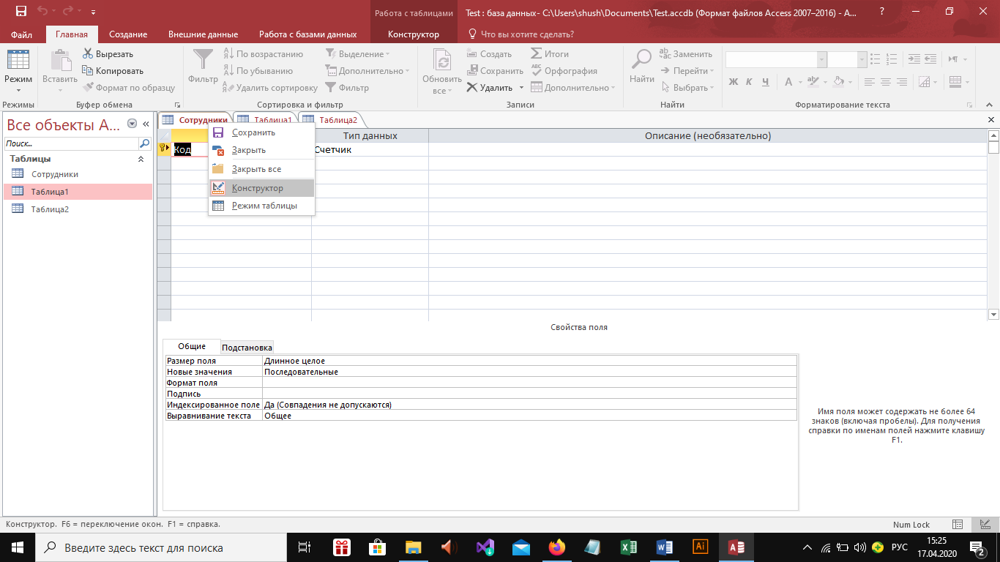 Работа с таблицами
Test : база данных- C:\Users\shush\Documents\Test.accdb (Формат файлов Access 2007–2016) - A...
?
Файл Главная Создание Внешние данные Работа с базами данных Конструктор Что вы хотите сделать?
Режим
Режимы
Вставить
Вырезать
Копировать
Формат по образцу
Буфер обмена
Фильтр
По возрастанию
По убыванию
Удалить сортировку
Выделение
Дополнительно
Фильтр
Сортировка и фильтр
Обновить
все
Создать
Сохранить
Удалить
Итоги
Орфография
Дополнительно
Записи
Найти
Заменить
Перейти
Выбрать
Найти
Ж К Ч
А
Форматирование текста
Все объекты A...
Поиск...
Таблицы
Сотрудники
Таблица1
Таблица2
Сотрудники Таблица1 Таблица2
Тип данных Описание (необязательно)
Код Счетчик
Сохранить
Закрыть
Закрыть все
Конструктор
Режим таблицы
Свойства поля
Общие Подстановка
Размер поля Длинное целое
Новые значения Последовательные
Формат поля
Подпись
Индексированное поле Да (Совпадения не допускаются)
Выравнивание текста Общее
Имя поля может содержать не более 64
знаков (включая пробелы). Для получения
справки по именам полей нажмите клавишу
F1.
Конструктор. F6 = переключение окон. F1 = справка.
Num Lock
Введите здесь текст для поиска
Ai
РУС
15:25
17.04.2020
2